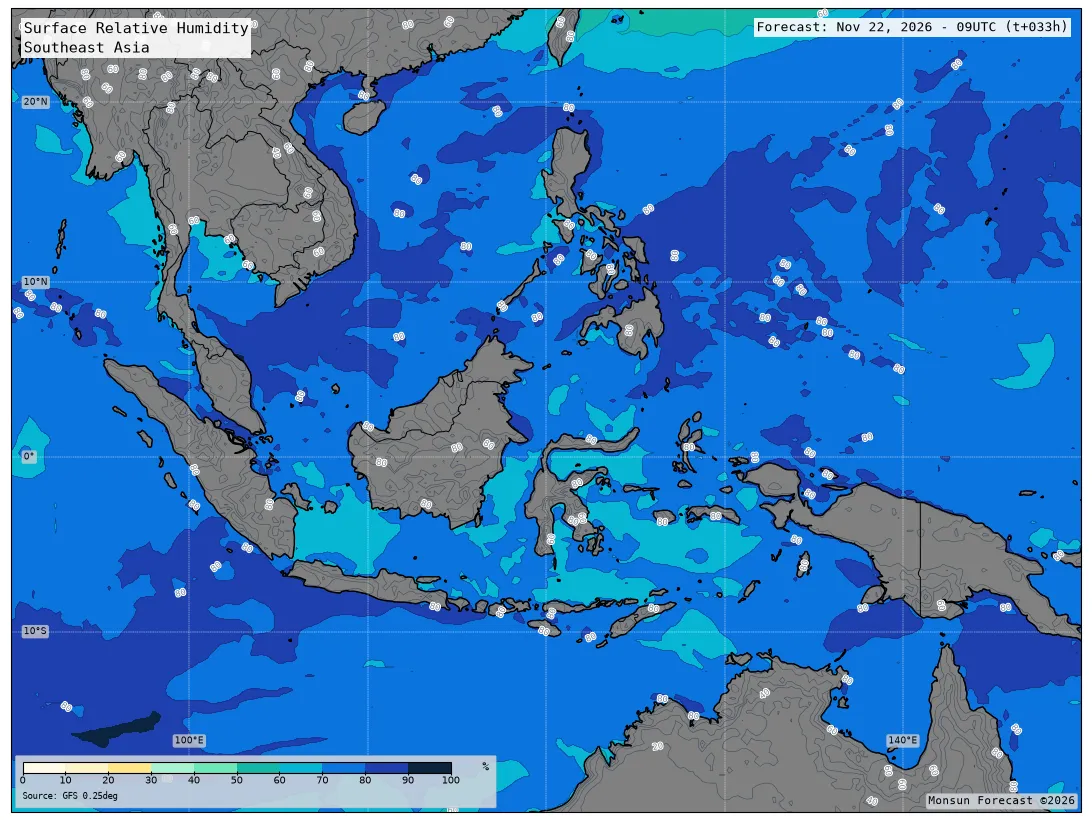 Surface Relative Humidity
Southeast Asia
Forecast: Nov 22, 2026 - 09UTC (t+033h)
20°N
10°N
0°
10°S
100°E
140°E
0 10 20 30 40 50 60 70 80 90 100 %
Source: GFS 0.25deg
Monsun Forecast ©2026